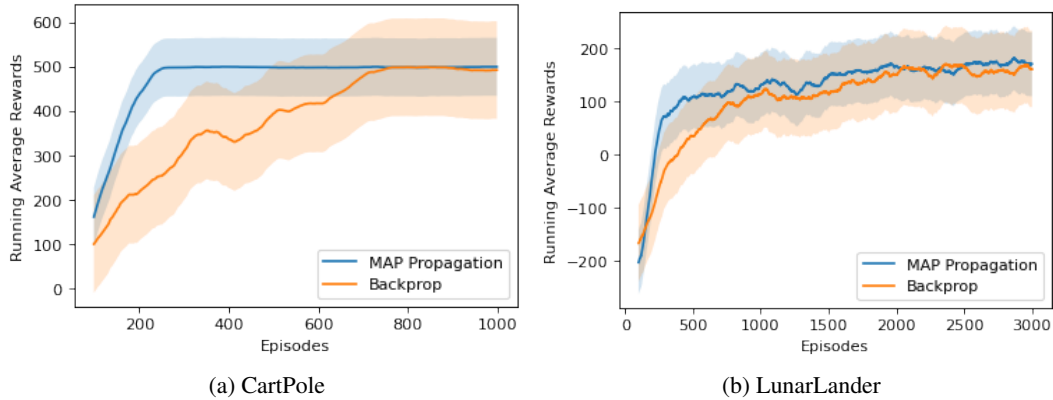 600
500
400
300
200
100
0
Running Average Rewards
200
400
600
800
1000
Episodes
MAP Propagation
Backprop
(a) CartPole
200
100
0
−100
−200
Running Average Rewards
0
500
1000
1500
2000
2500
3000
Episodes
MAP Propagation
Backprop
(b) LunarLander